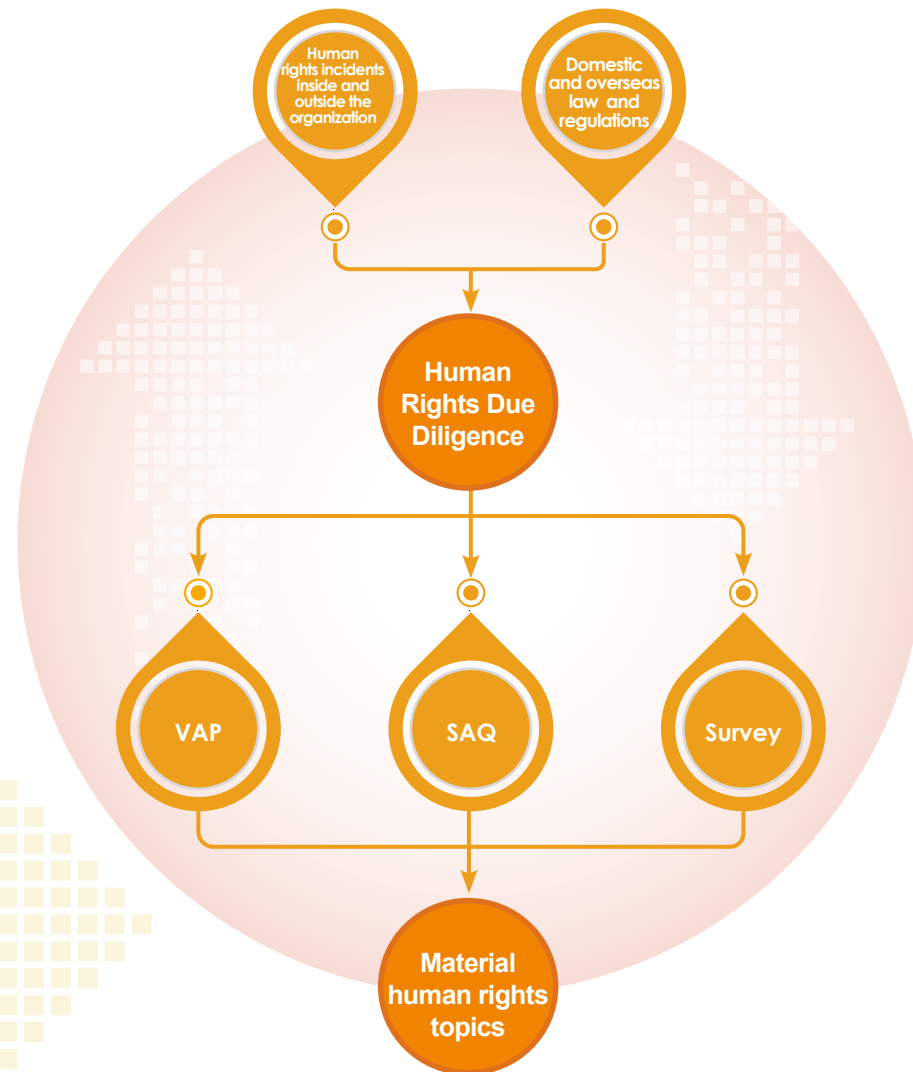 Human
rights incidents
inside and
outside the
organization
Domestic
and overseas
law and
regulations
Human
Rights Due
Diligence
VAP
SAQ
Survey
Material
human rights
topics